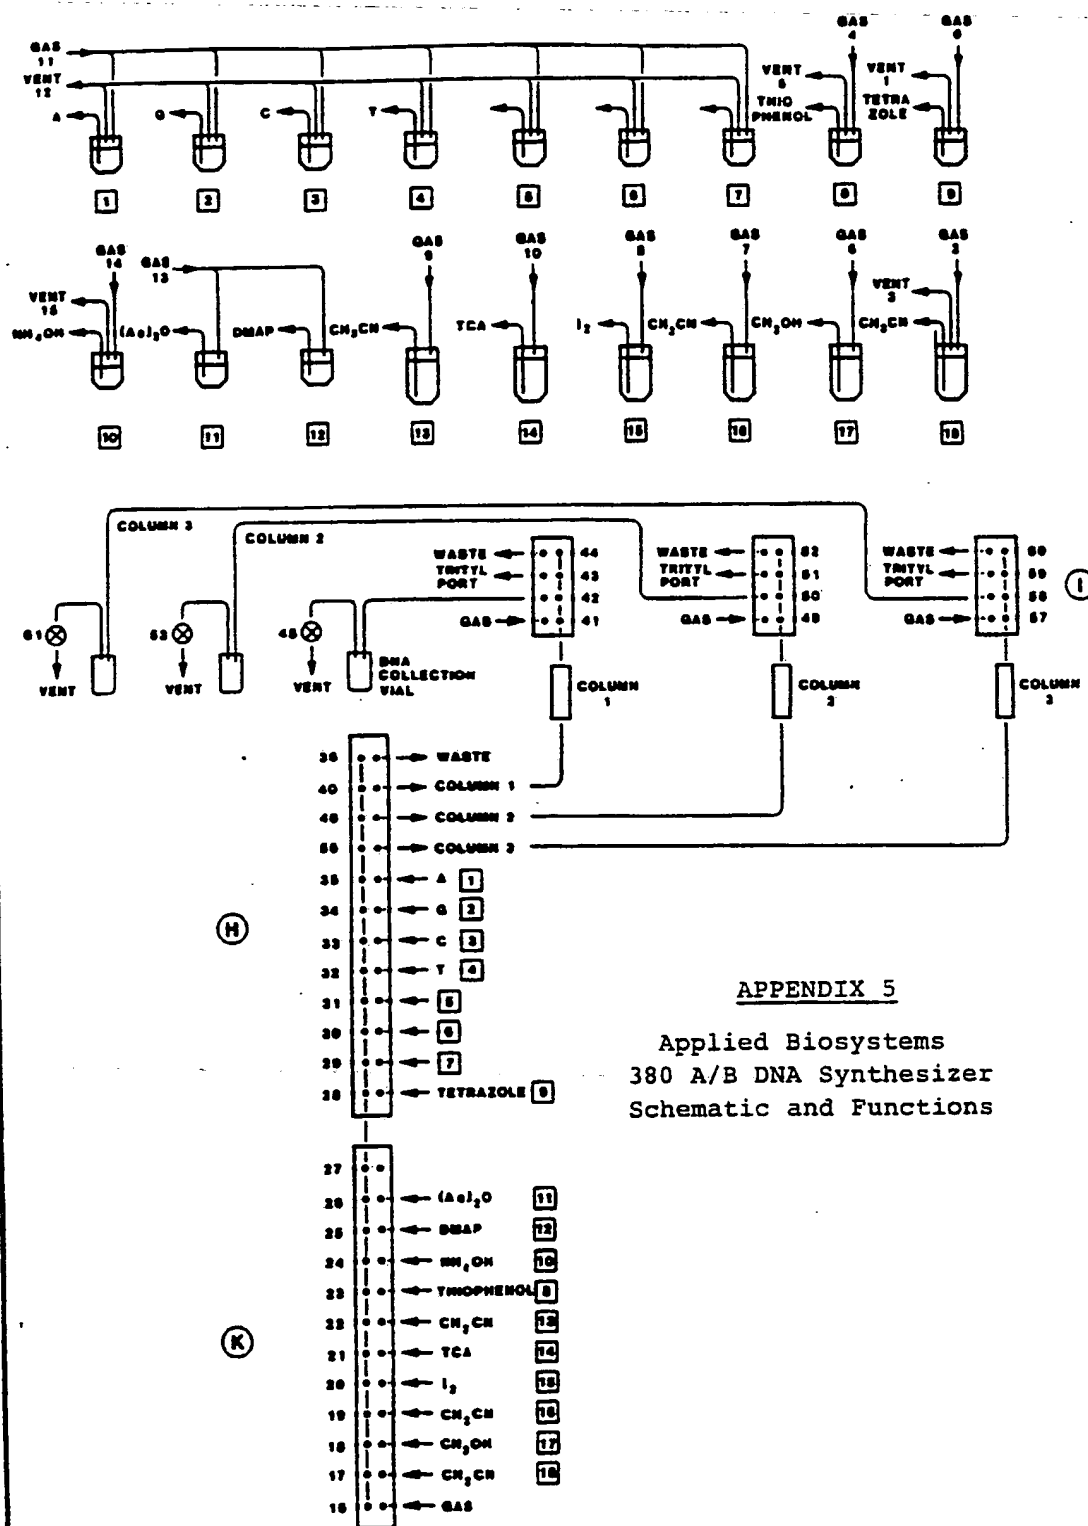 GAS 11
VENT 12
A
G
C
T
VENT 5
THIO PHENOL
GAS 4
VENT 1
TETRA ZOLE
1
2
3
4
5
6
7
8
9
GAS 14
VENT 15
NH₄OH
GAS 13
(Ac)₂O
DMAP
CH₃CN
GAS 9
TCA
GAS 10
I₂
GAS 8
CH₃CN
GAS 7
CH₃OH
GAS 6
CH₃CN
VENT 3
GAS 2
10
11
12
13
14
15
16
17
18
COLUMN 3
COLUMN 2
WASTE 44
TRITYL PORT 43
42
GAS 41
WASTE 52
TRITYL PORT 51
50
GAS 49
WASTE 60
TRITYL PORT 59
58
GAS 57
I
61
VENT
53
VENT
45
VENT
DNA COLLECTION VIAL
COLUMN 1
COLUMN 2
COLUMN 3
36 WASTE
40 COLUMN 1
48 COLUMN 2
56 COLUMN 3
35 A 1
34 G 2
33 C 3
32 T 4
31 5
30 6
29 7
28 TETRAZOLE 9
H
APPENDIX 5
Applied Biosystems
380 A/B DNA Synthesizer
Schematic and Functions
27
26 (Ac)₂O 11
25 DMAP 12
24 NH₄OH 10
23 THIOPHENOL 8
22 CH₃CN 13
21 TCA 14
20 I₂ 15
19 CH₃CN 16
18 CH₃OH 17
17 CH₃CN 18
16 GAS
K